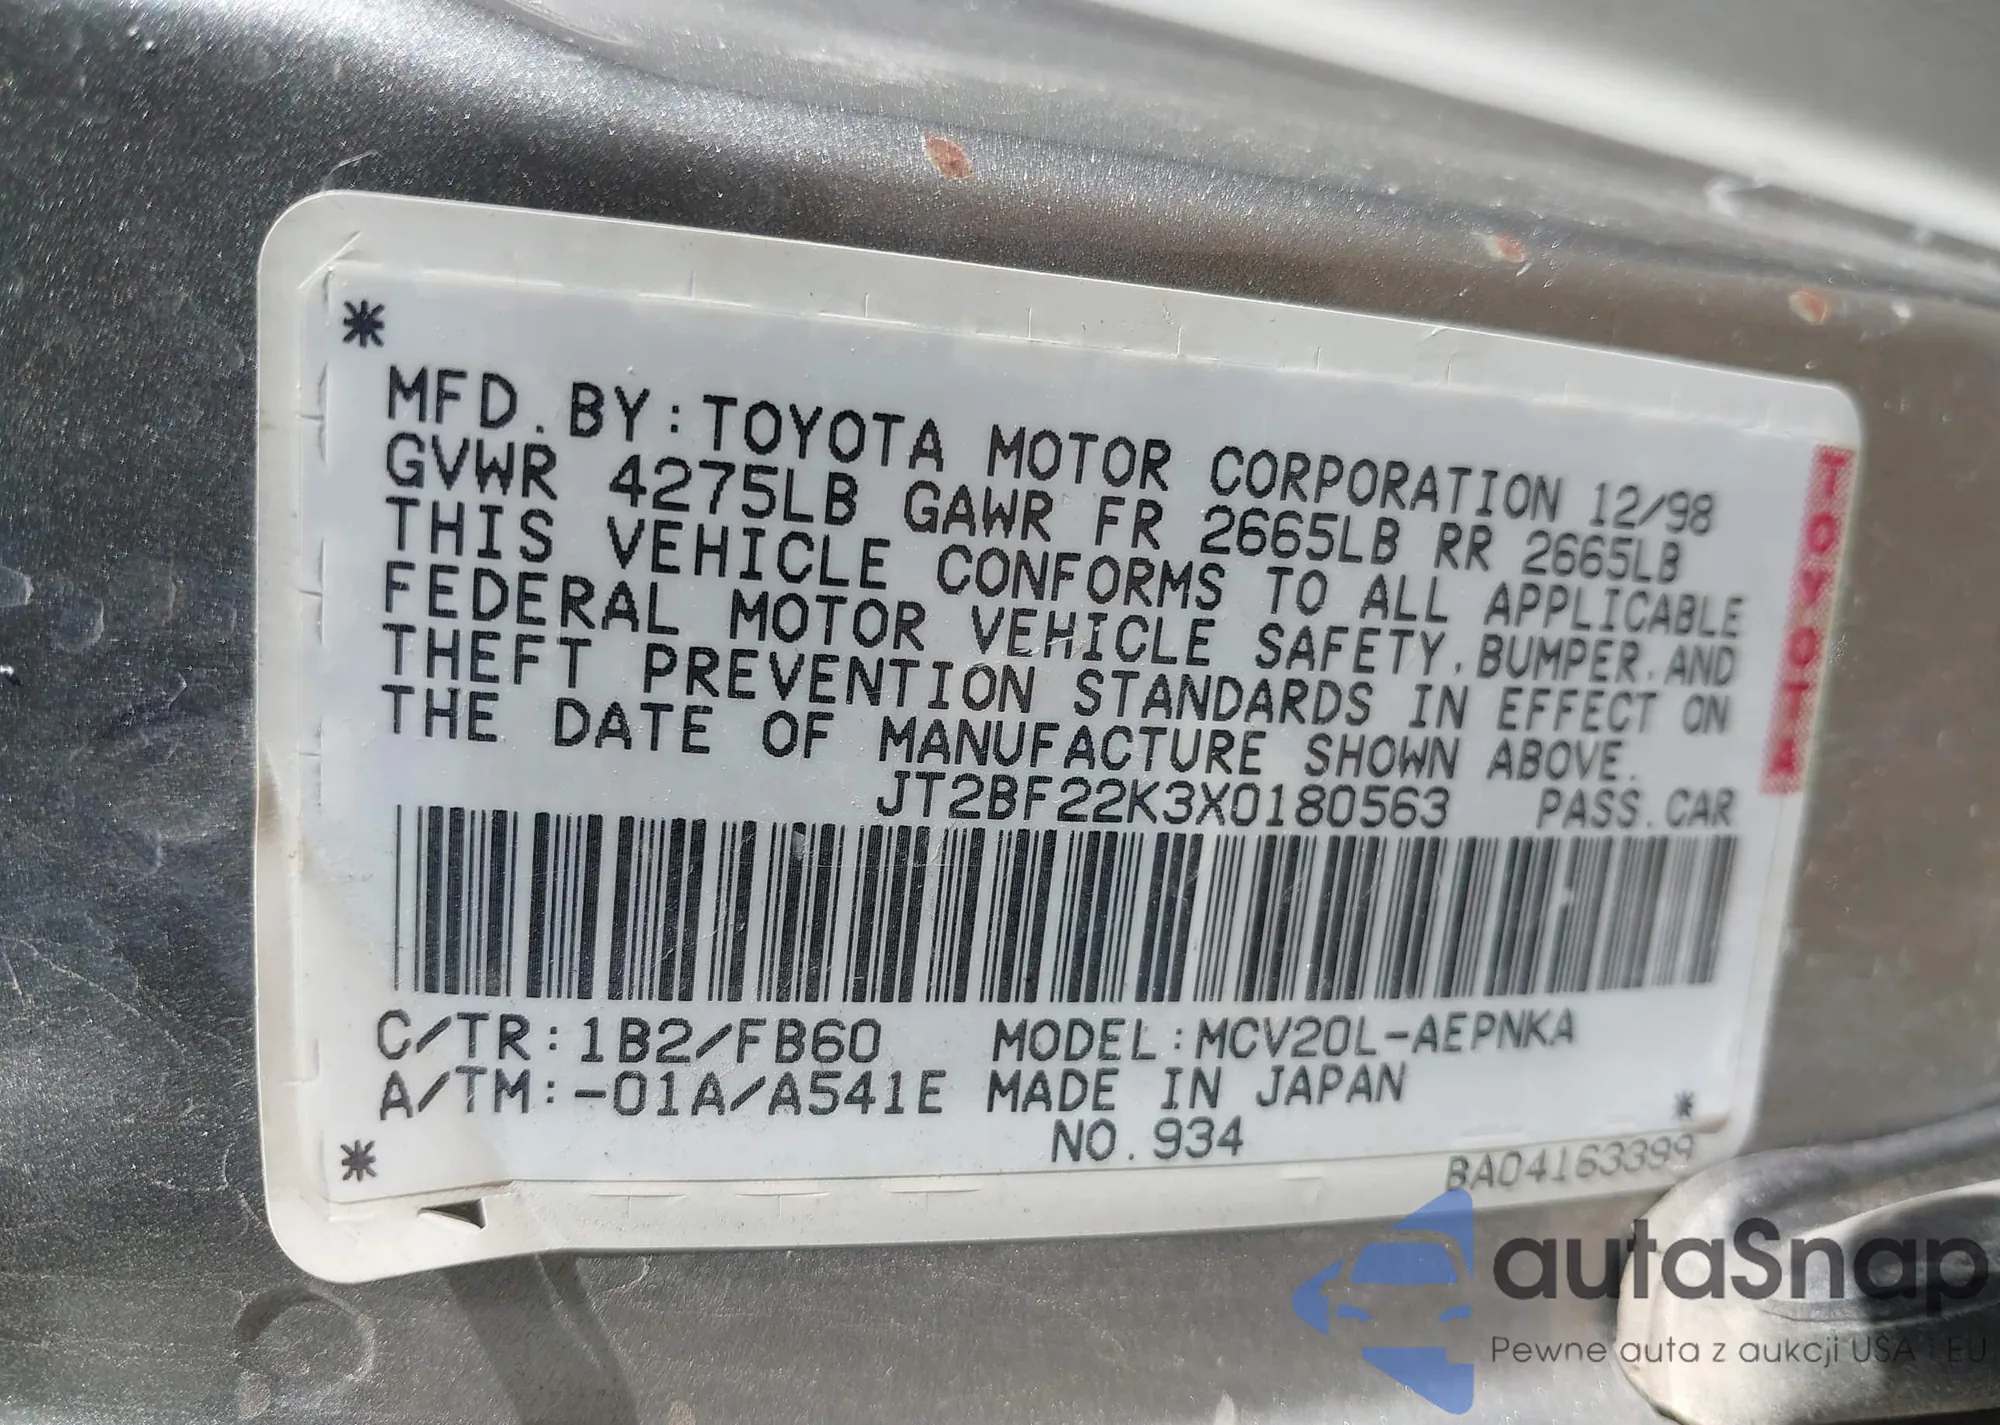 *
MFD.BY:TOYOTA MOTOR CORPORATION 12/98
GVWR 4275LB GAWR FR 2665LB RR 2665LB
THIS VEHICLE CONFORMS TO ALL APPLICABLE
FEDERAL MOTOR VEHICLE SAFETY,BUMPER,AND
THEFT PREVENTION STANDARDS IN EFFECT ON
THE DATE OF MANUFACTURE SHOWN ABOVE.
JT2BF22K3X0180563 PASS.CAR
TOYOTA
C/TR:1B2/FB60 MODEL:MCV20L-AEPNKA
A/TM:-01A/A541E MADE IN JAPAN
* NO.934 *
BA04163399
autaSnap
Pewne auta z aukcji USA i EU